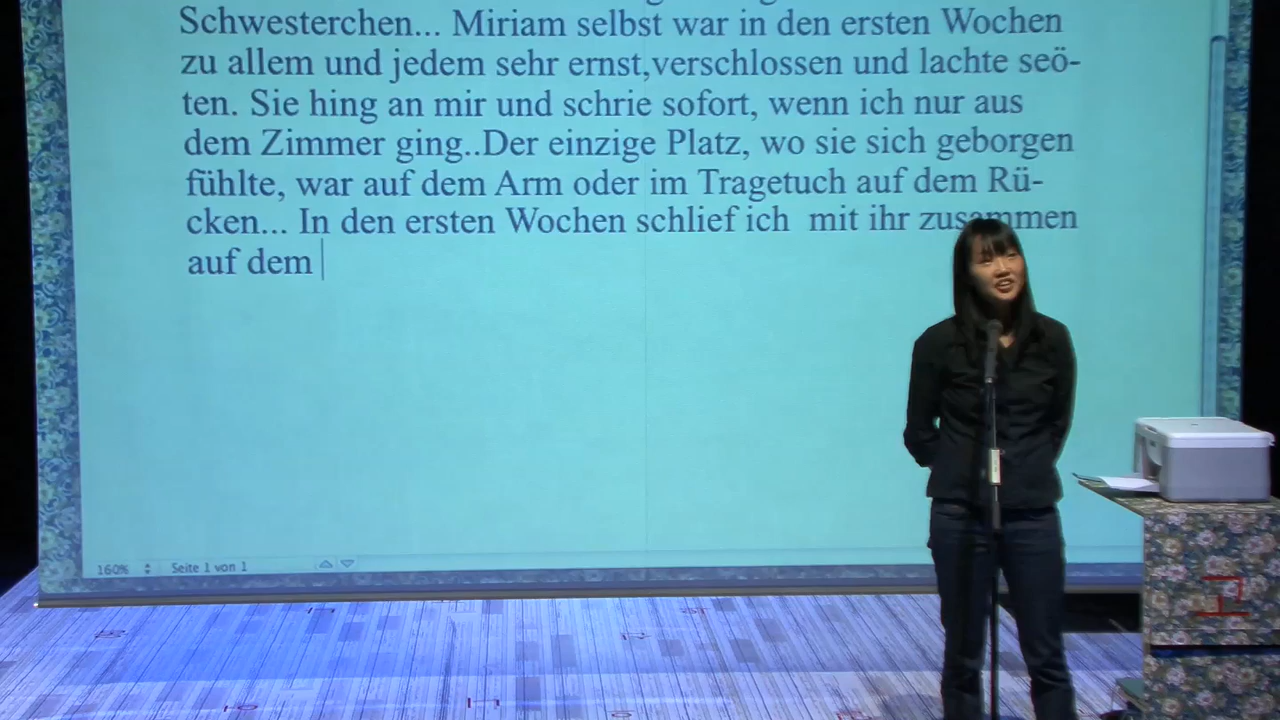 Schwesterchen... Miriam selbst war in den ersten Wochen
zu allem und jedem sehr ernst,verschlossen und lachte seö-
ten. Sie hing an mir und schrie sofort, wenn ich nur aus
dem Zimmer ging..Der einzige Platz, wo sie sich geborgen
fühlte, war auf dem Arm oder im Tragetuch auf dem Rü-
cken... In den ersten Wochen schlief ich mit ihr zusammen
auf dem
160% Seite 1 von 1